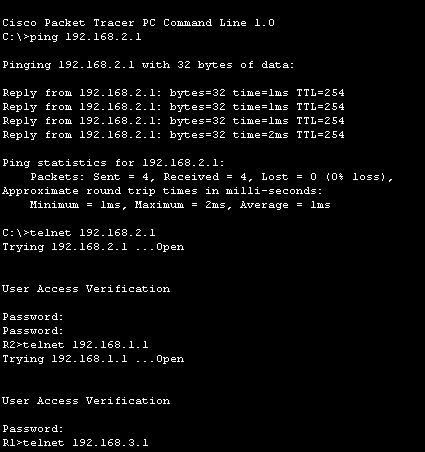 Cisco Packet Tracer PC Command Line 1.0
C:\>ping 192.168.2.1
Pinging 192.168.2.1 with 32 bytes of data:
Reply from 192.168.2.1: bytes=32 time=1ms TTL=254
Reply from 192.168.2.1: bytes=32 time=1ms TTL=254
Reply from 192.168.2.1: bytes=32 time=1ms TTL=254
Reply from 192.168.2.1: bytes=32 time=2ms TTL=254
Ping statistics for 192.168.2.1:
Packets: Sent = 4, Received = 4, Lost = 0 (0% loss),
Approximate round trip times in milli-seconds:
Minimum = 1ms, Maximum = 2ms, Average = 1ms
C:\>telnet 192.168.2.1
Trying 192.168.2.1 ...Open
User Access Verification
Password:
Password:
R2>telnet 192.168.1.1
Trying 192.168.1.1 ...Open
User Access Verification
Password:
R1>telnet 192.168.3.1